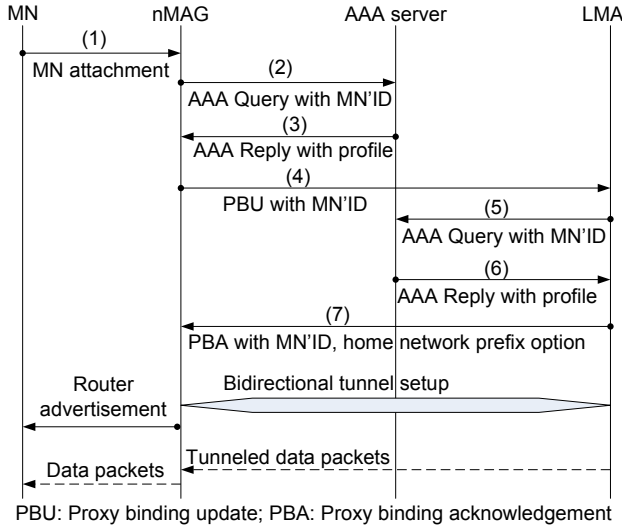 MN nMAG AAA server LMA
(1)
MN attachment
(2)
AAA Query with MN'ID
(3)
AAA Reply with profile
(4)
PBU with MN'ID
(5)
AAA Query with MN'ID
(6)
AAA Reply with profile
(7)
PBA with MN'ID, home network prefix option
Router
advertisement
Bidirectional tunnel setup
Tunneled data packets
Data packets
PBU: Proxy binding update; PBA: Proxy binding acknowledgement